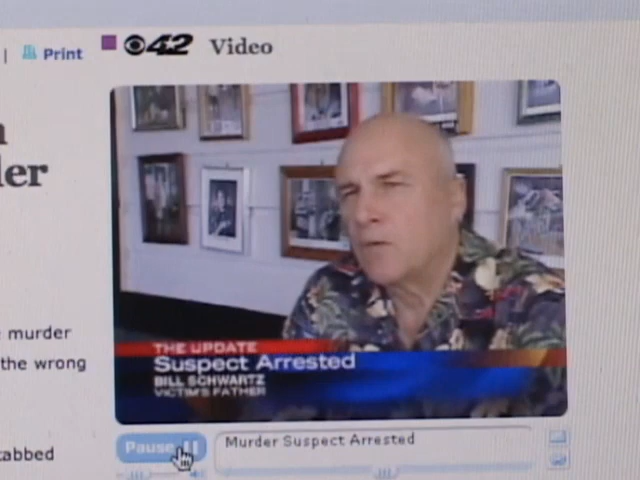 | Print
42 Video
ler
murder
THE UPDATE
Suspect Arrested
the wrong
BILL SCHWARTZ
VICTIM'S FATHER
Pause
Murder Suspect Arrested
tabbed